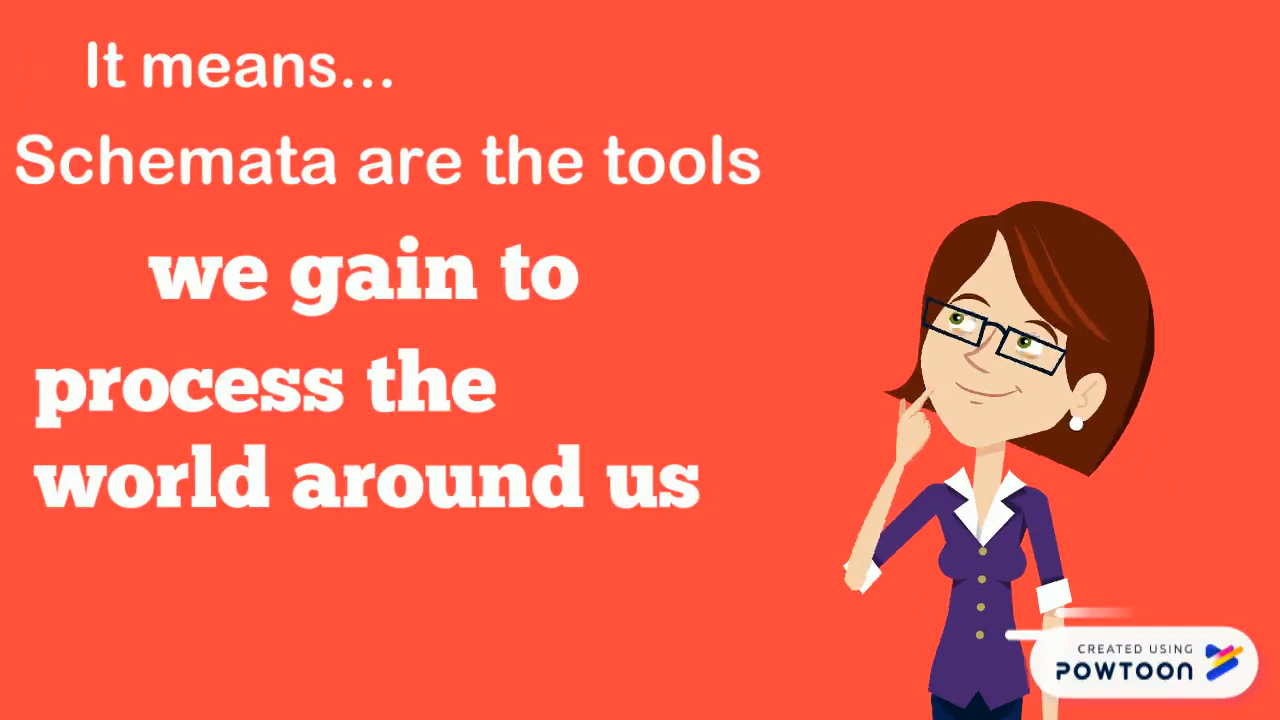 It means...
Schemata are the tools
we gain to
process the
world around us
CREATED USING
POWTOON